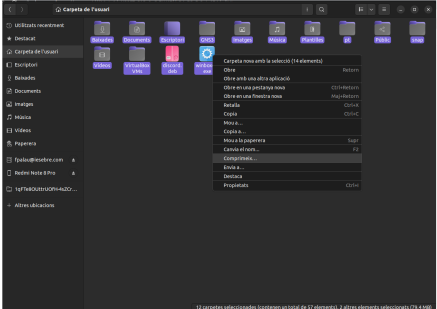 Carpeta de l'usuari
Utilitzats recentment
Destacat
Carpeta de l'usuari
Escriptori
Baixades
Documents
Imatges
Música
Vídeos
Paperera
fpalau@iesebre.com
Redmi Note 8 Pro
Altres ubicacions
Baixades
Documents
Escriptori
GNS3
Imatges
Música
Plantilles
pt
Públic
snap
Vídeos
VirtualBox VMs
discord.deb
winbox
exe
Carpeta nova amb la selecció (14 elements)
Obre Retorn
Obre amb una altra aplicació
Obre en una pestanya nova Ctrl+Retorn
Obre en una finestra nova Maj+Retorn
Retalla Ctrl+X
Copia Ctrl+C
Mou a…
Copia a…
Mou a la paperera Supr
Canvia el nom… F2
Comprimeix…
Envia a…
Destaca
Propietats Ctrl+I
12 carpetes seleccionades (contenen un total de 57 elements), 2 altres elements seleccionats (79,4 MB)